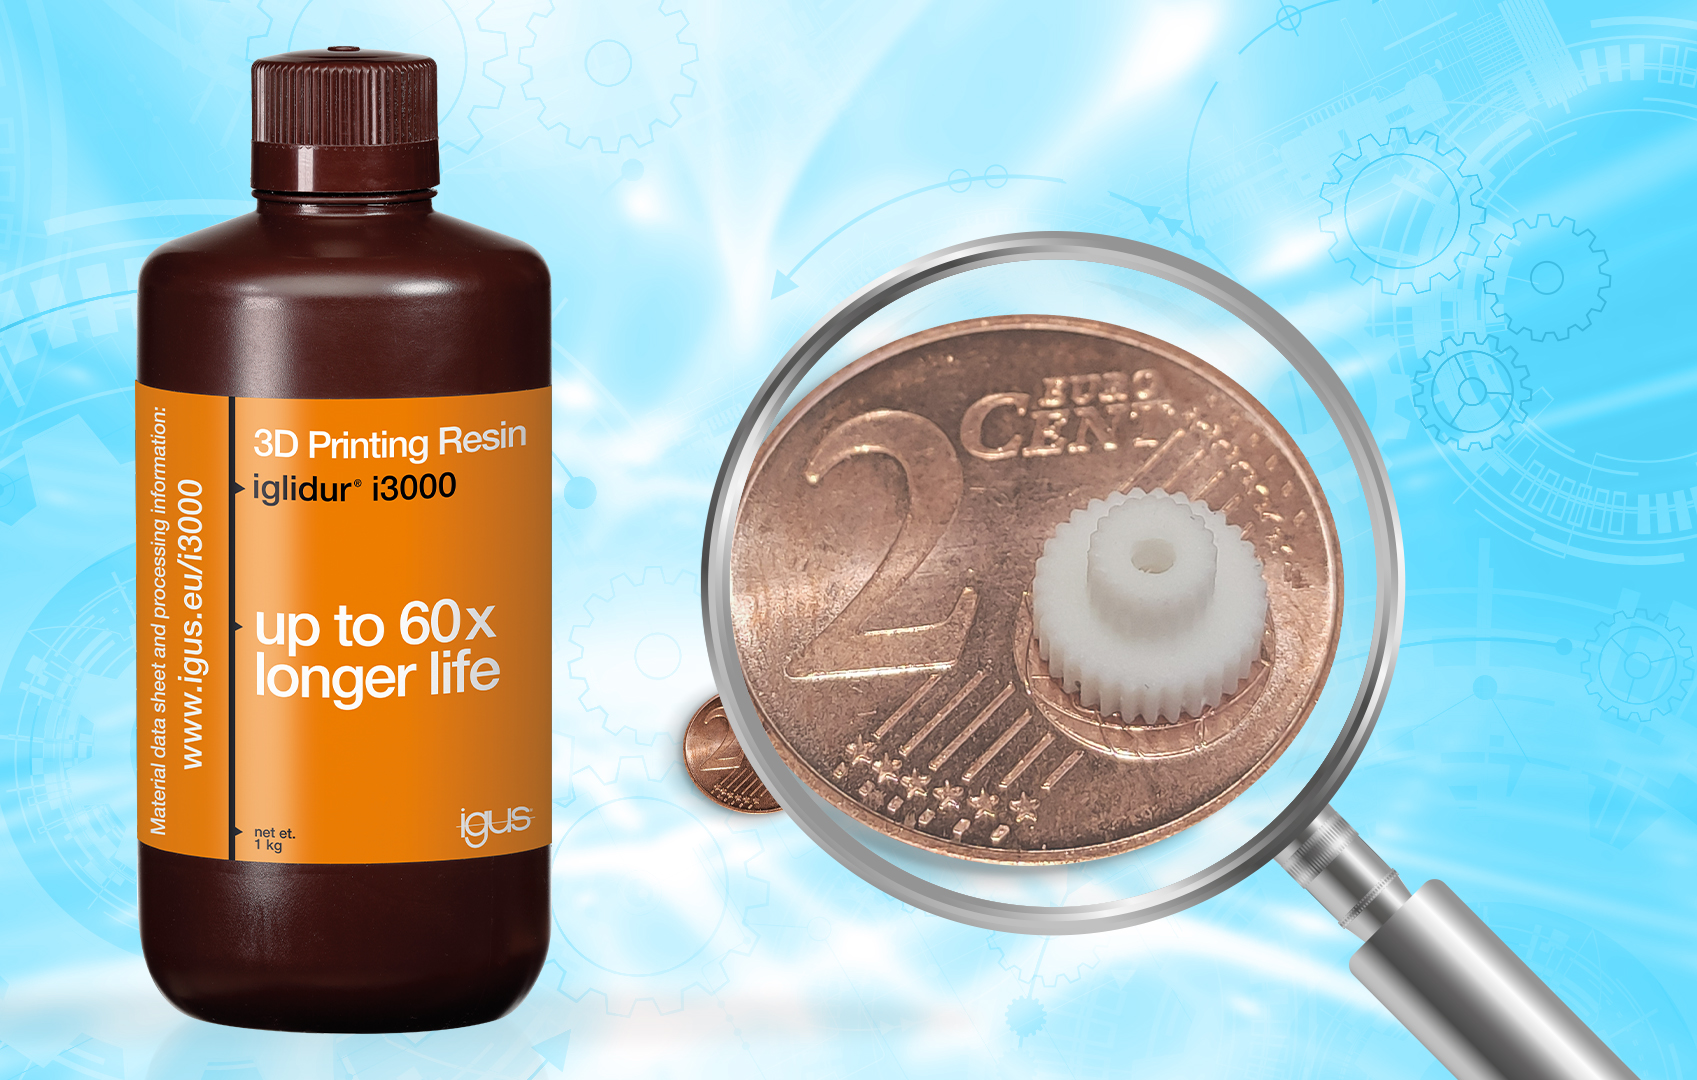 3D Printing Resin
iglidur® i3000
up to 60x
longer life
net et.
1 kg
igus
Material data sheet and processing information:
www.igus.eu/i3000
2
EURO
CENT
2